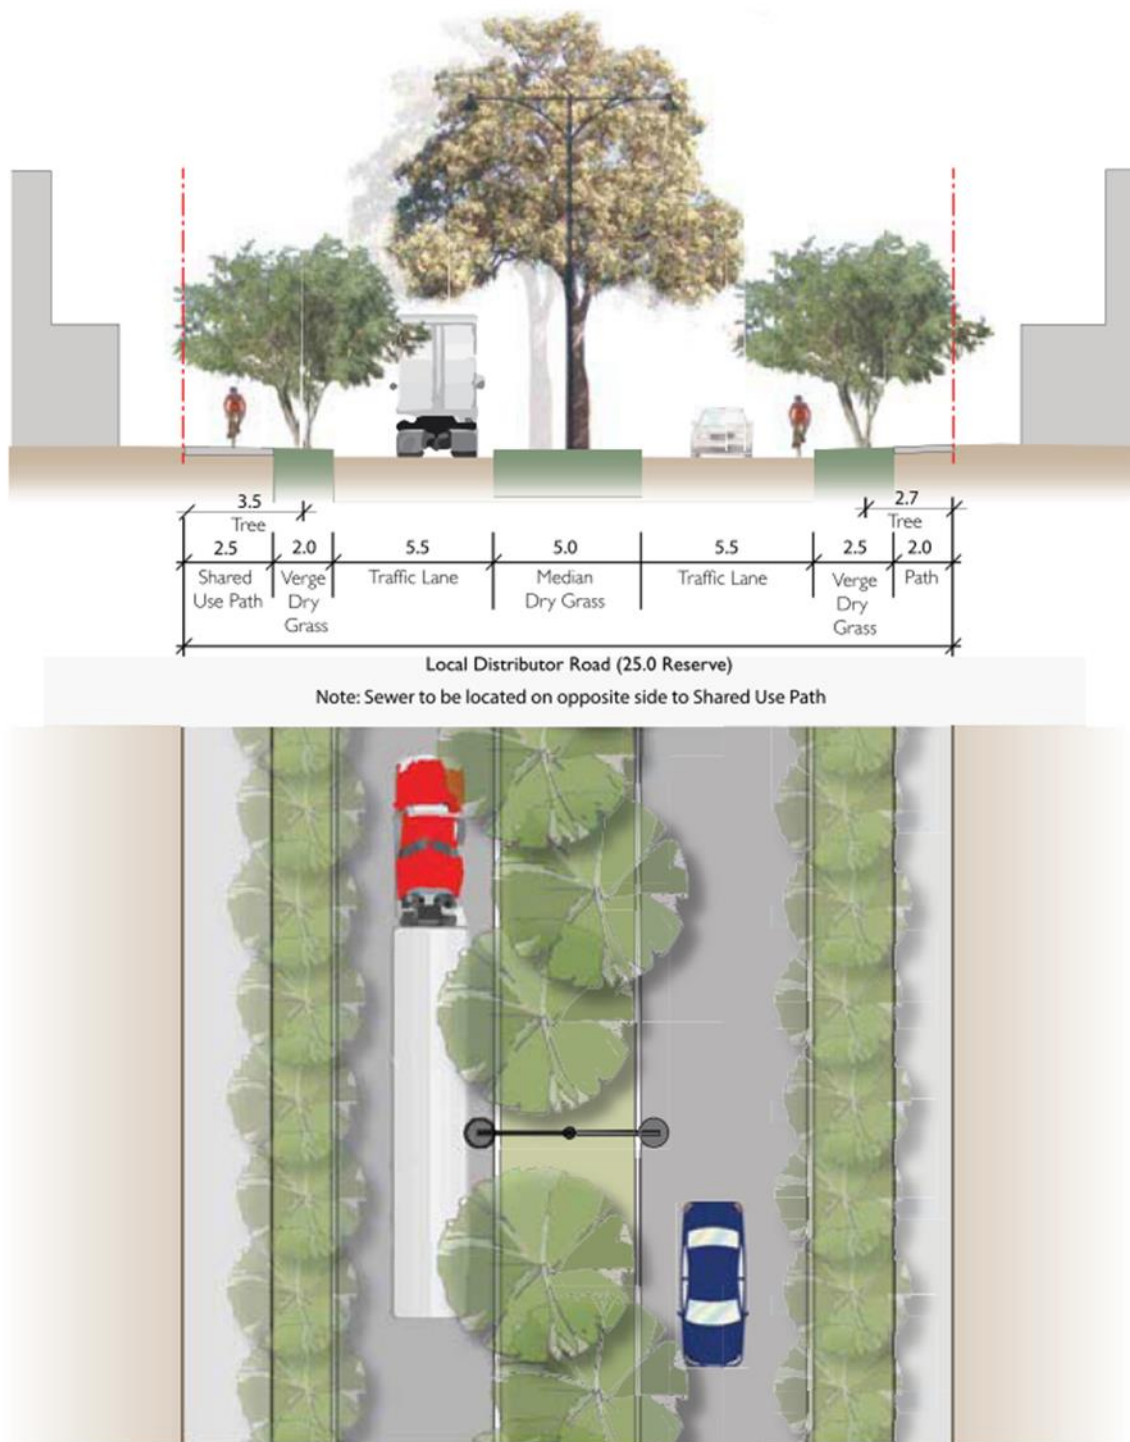 3.5
Tree
2.7
Tree
2.5
2.0
5.5
5.0
5.5
2.5
2.0
Shared
Use Path
Verge
Dry
Grass
Traffic Lane
Median
Dry Grass
Traffic Lane
Verge
Dry
Grass
Path
Local Distributor Road (25.0 Reserve)
Note: Sewer to be located on opposite side to Shared Use Path